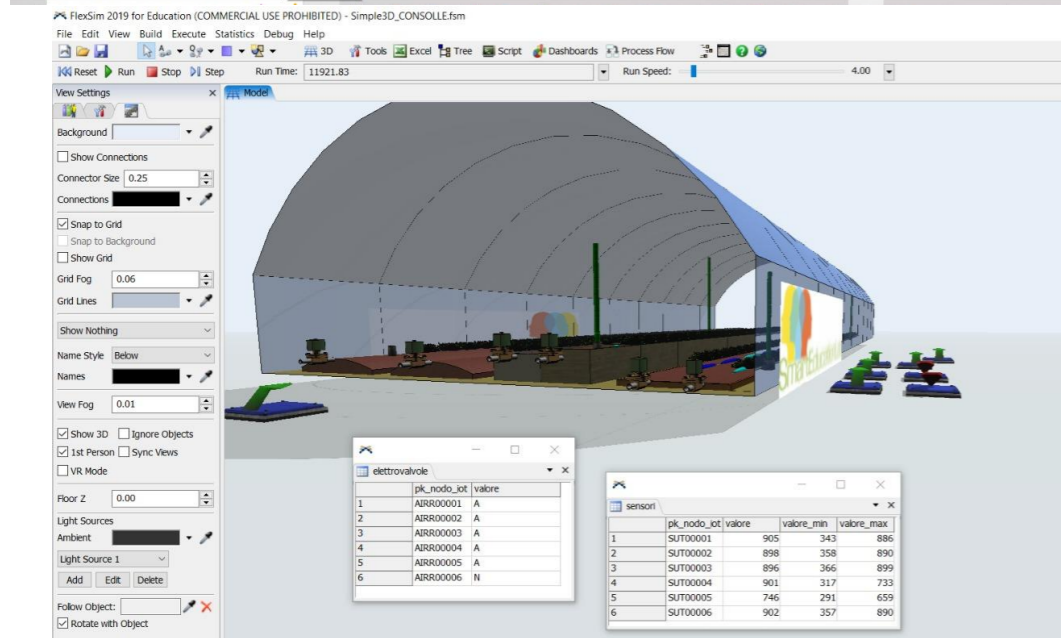 FlexSim 2019 for Education (COMMERCIAL USE PROHIBITED) - Simple3D_CONSOLLE.fsm
File Edit View Build Execute Statistics Debug Help
3D Tools Excel Tree Script Dashboards Process Flow
Reset Run Stop Step Run Time: 11921.83 Run Speed: 4.00
View Settings
Model
Background
Show Connections
Connector Size 0.25
Connections
Snap to Grid
Snap to Background
Show Grid
Grid Fog 0.06
Grid Lines
Show Nothing
Name Style Below
Names
View Fog 0.01
Show 3D Ignore Objects
1st Person Sync Views
VR Mode
Floor Z 0.00
Light Sources
Ambient
Light Source 1
Add Edit Delete
Follow Object:
Rotate with Object
elettrovalvole
pk_nodo_iot valore
1 AIRR00001 A
2 AIRR00002 A
3 AIRR00003 A
4 AIRR00004 A
5 AIRR00005 A
6 AIRR00006 N
sensori
pk_nodo_iot valore valore_min valore_max
1 SUT00001 905 343 886
2 SUT00002 898 358 890
3 SUT00003 896 366 899
4 SUT00004 901 317 733
5 SUT00005 746 291 659
6 SUT00006 902 357 890